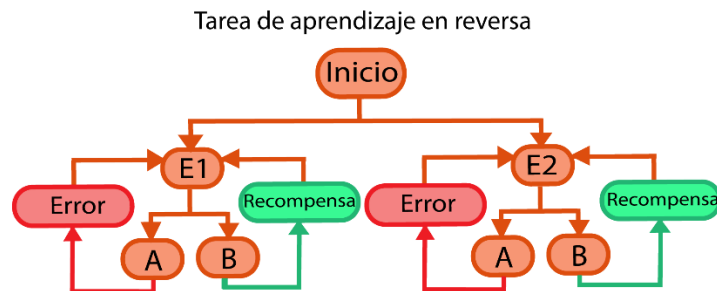 Tarea de aprendizaje en reversa
Inicio
E1
Error
Recompensa
A
B
E2
Error
Recompensa
A
B